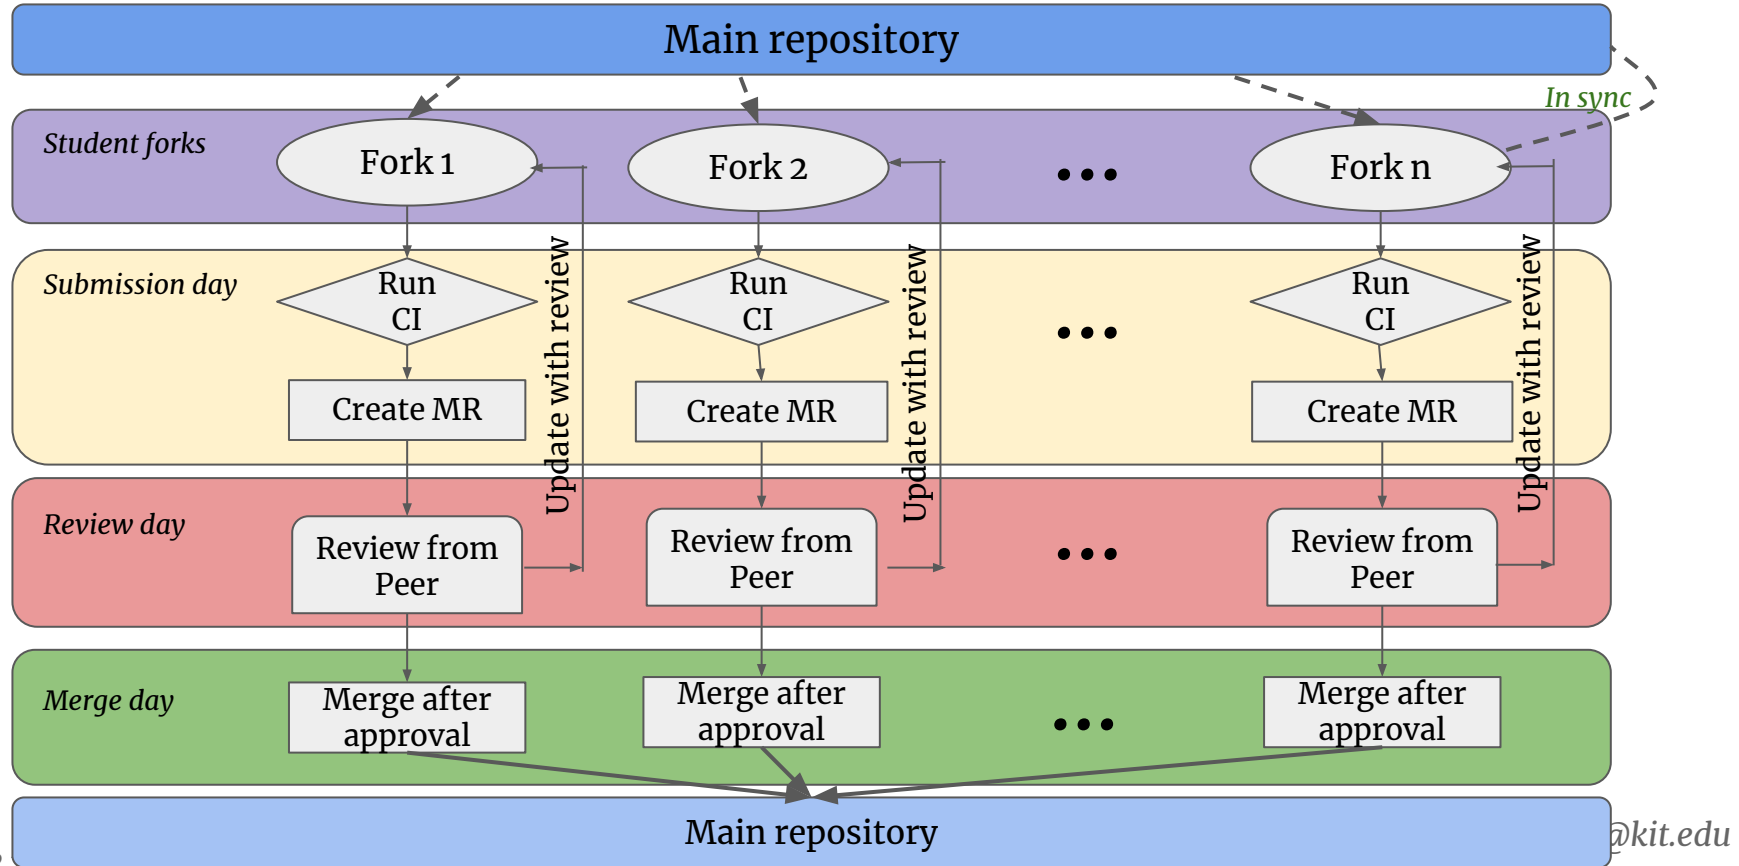 Main repository
In sync
Student forks
Fork 1
Fork 2
Fork n
Submission day
Run
CI
Run
CI
Run
CI
Create MR
Create MR
Create MR
Update with review
Update with review
Update with review
Review day
Review from
Peer
Review from
Peer
Review from
Peer
Merge day
Merge after
approval
Merge after
approval
Merge after
approval
Main repository
@kit.edu